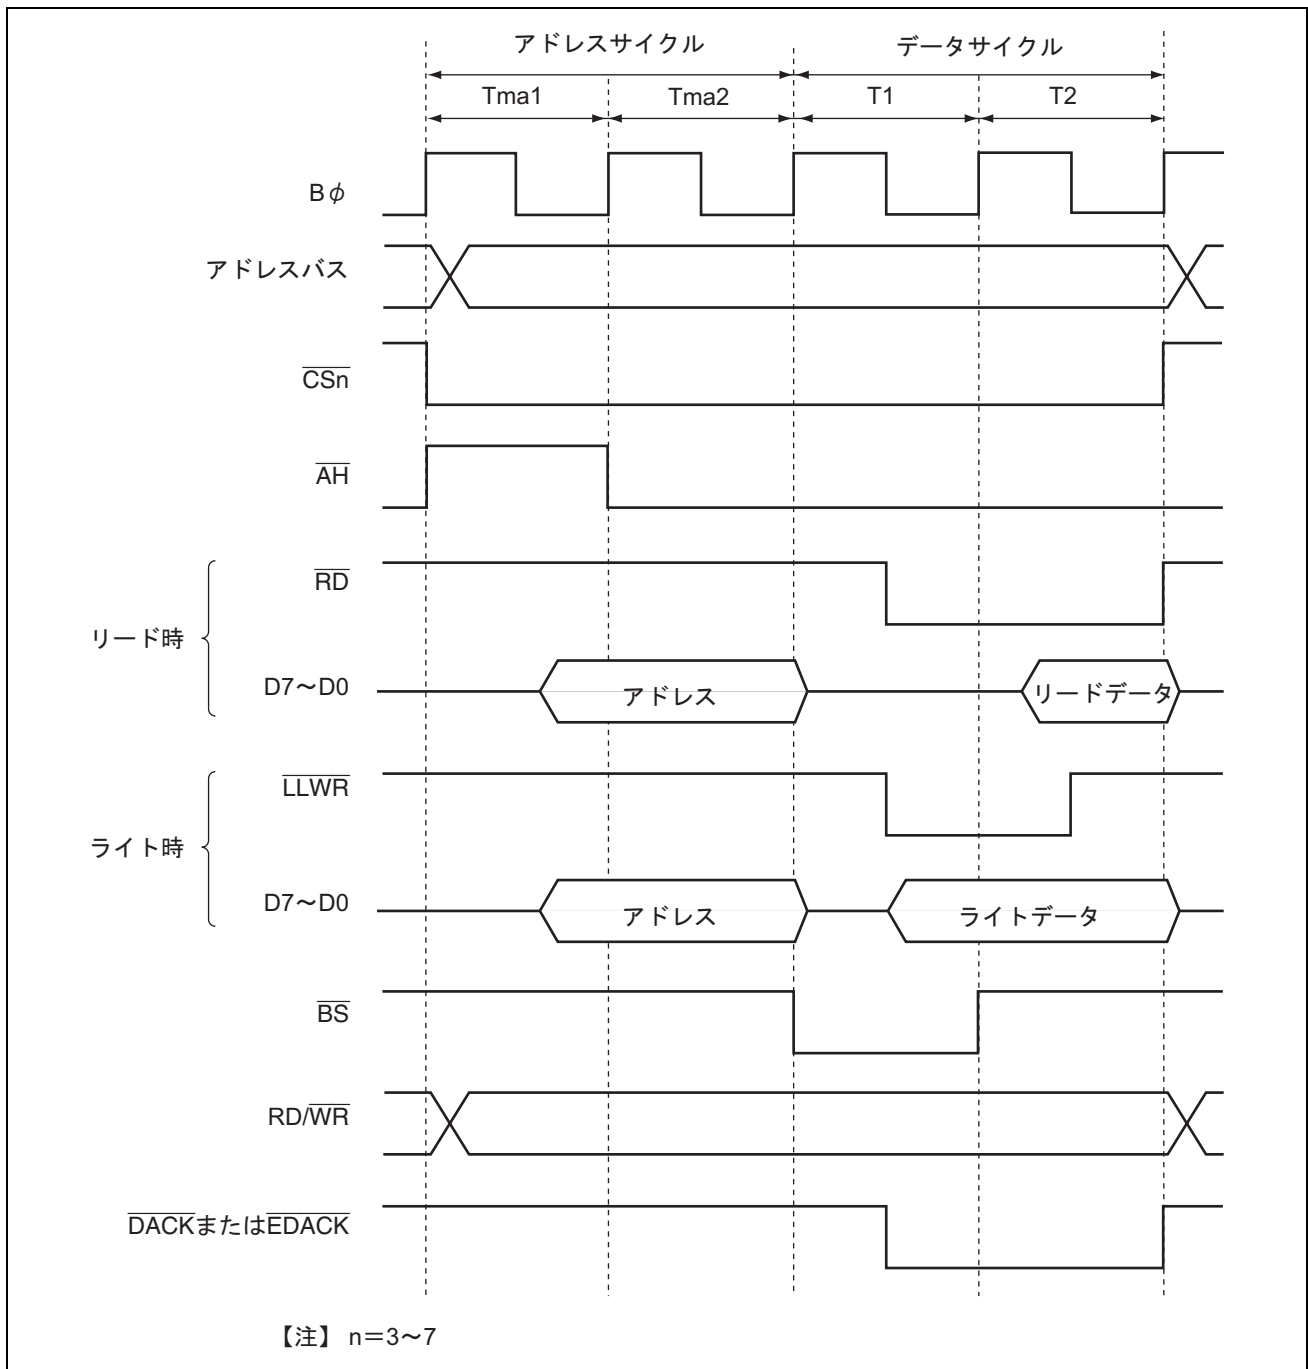 アドレスサイクル データサイクル
Tma1 Tma2 T1 T2
Bφ
アドレスバス
CSn
AH
RD
リード時
D7～D0 アドレス リードデータ
LLWR
ライト時
D7～D0 アドレス ライトデータ
BS
RD/WR
DACKまたはEDACK
【注】 n＝3～7